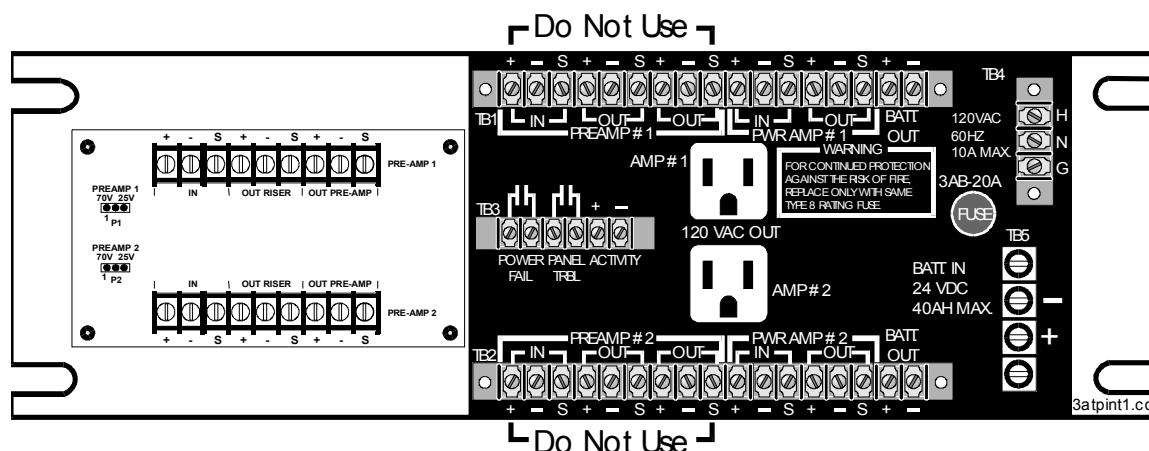 Do Not Use
+ – S + – S + – S + – S + – S + –
TB1
IN OUT OUT IN OUT BATT
PREAMP # 1 PWR AMP # 1 OUT
TB4
120VAC H
60HZ N
10A MAX. G
+ - S + - S + - S
PRE-AMP 1
IN OUT RISER OUT PRE-AMP
PREAMP 1
70V 25V
1 P1
PREAMP 2
70V 25V
1 P2
IN OUT RISER OUT PRE-AMP
PRE-AMP 2
+ - S + - S + - S
AMP # 1
WARNING
FOR CONTINUED PROTECTION
AGAINST THE RISK OF FIRE,
REPLACE ONLY WITH SAME
TYPE 8 RATING FUSE.
3AB-20A
FUSE
TB3
+ –
POWER PANEL ACTIVITY
FAIL TRBL
120 VAC OUT
AMP # 2
TB5
BATT IN
24 VDC
40AH MAX.
–
+
PREAMP # 2 PWR AMP # 2 BATT
TB2
IN OUT OUT IN OUT OUT
+ – S + – S + – S + – S + – S + –
Do Not Use
3atpint1.co